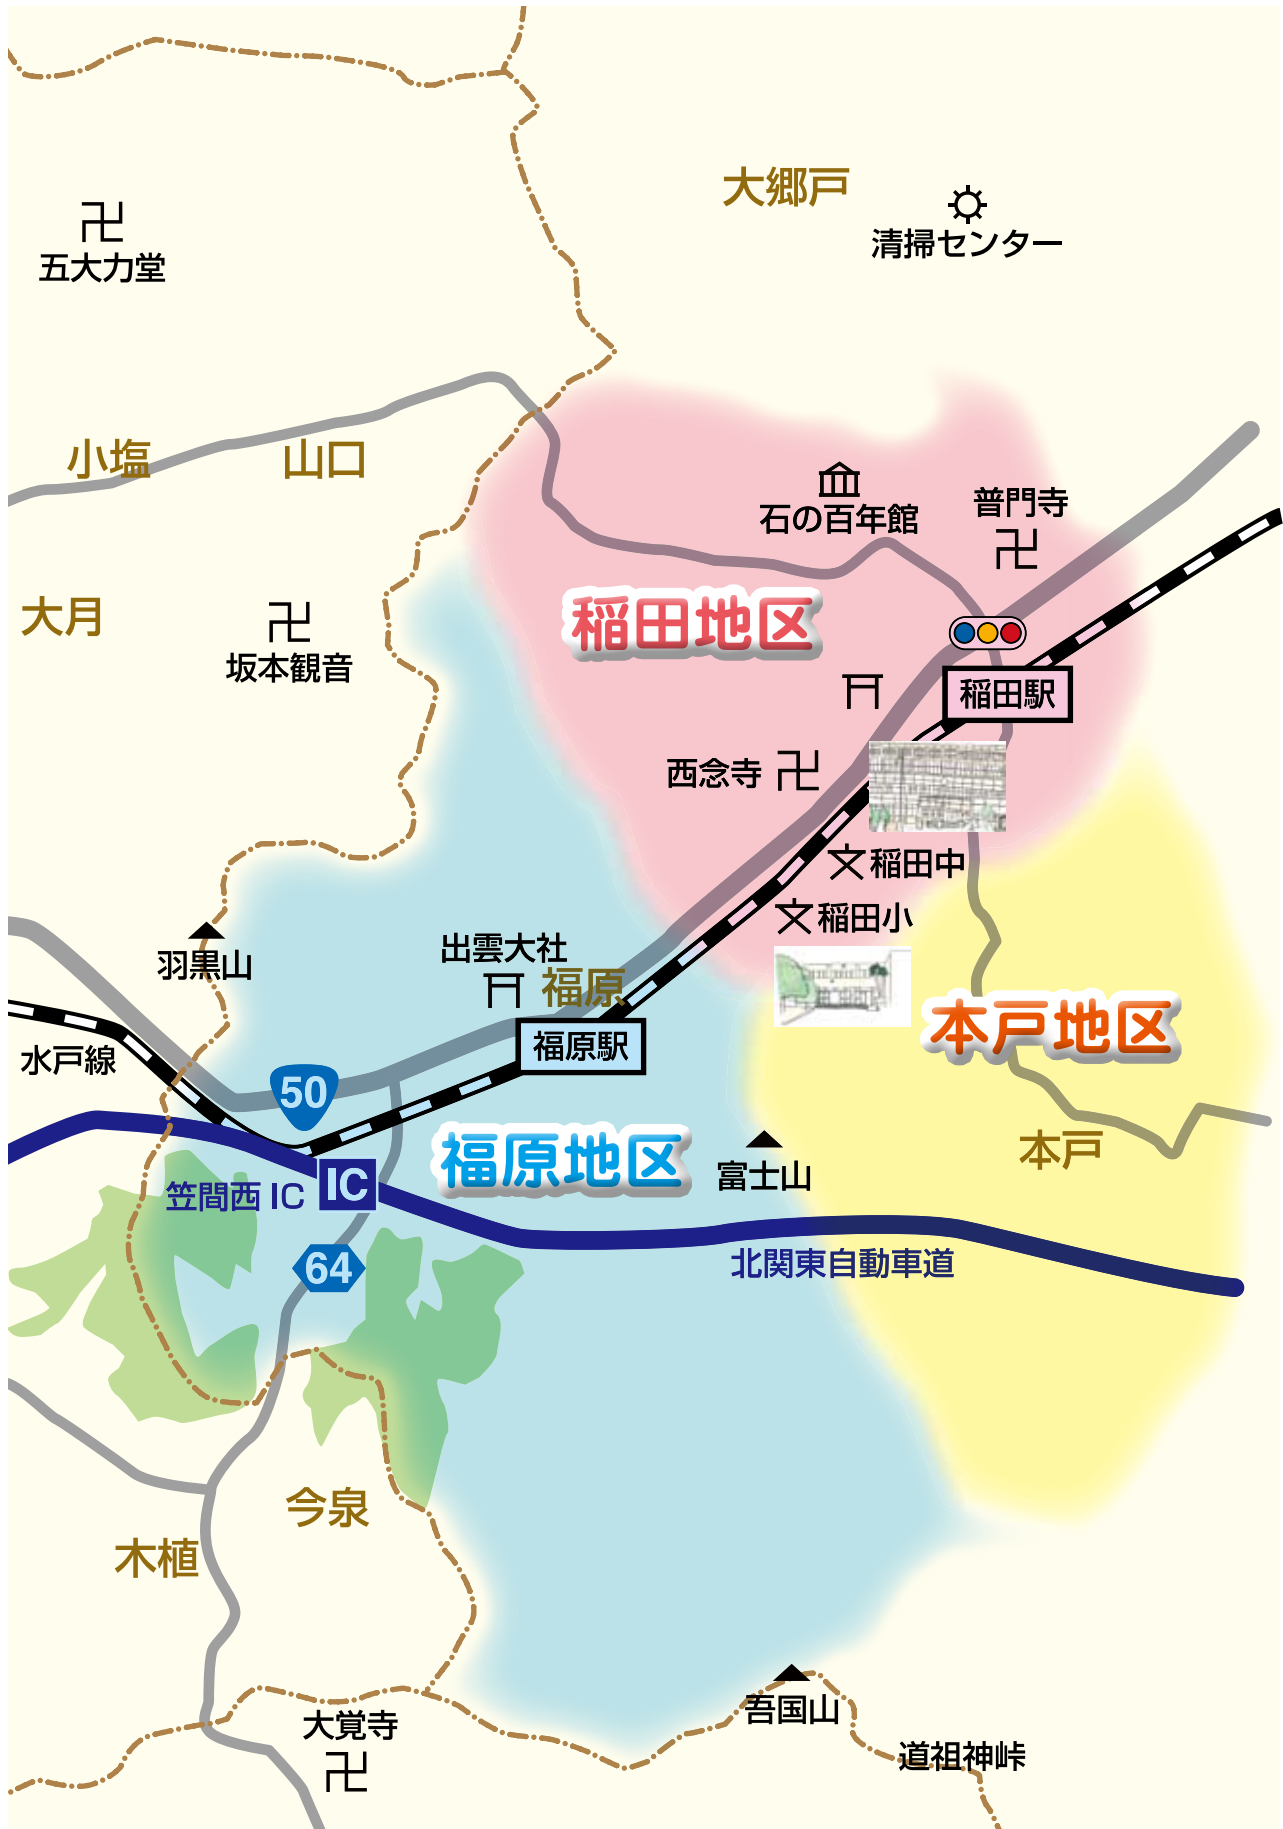 大郷戸
清掃センター
五大力堂
小塩
山口
石の百年館
普門寺
大月
稲田地区
坂本観音
稲田駅
西念寺
稲田中
稲田小
出雲大社
羽黒山
福原
本戸地区
福原駅
水戸線
50
本戸
福原地区
富士山
笠間西 IC
IC
北関東自動車道
64
今泉
木植
吾国山
大覚寺
道祖神峠